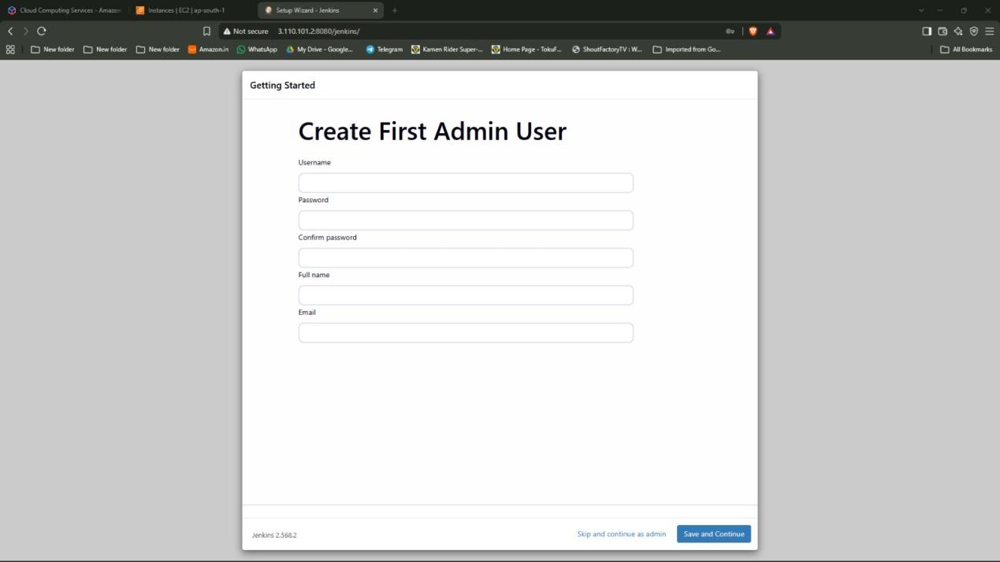 Cloud Computing Services - Amazon
Instances | EC2 | ap-south-1
Setup Wizard - Jenkins
Not secure 3.110.101.2:8080/jenkins/
New folder
New folder
New folder
Amazon.in
WhatsApp
My Drive - Google...
Telegram
Kamen Rider Super-...
Home Page - TokuF...
ShoutFactoryTV : W...
Imported from Go...
All Bookmarks
Getting Started
Create First Admin User
Username
Password
Confirm password
Full name
Email
Jenkins 2.568.2
Skip and continue as admin
Save and Continue